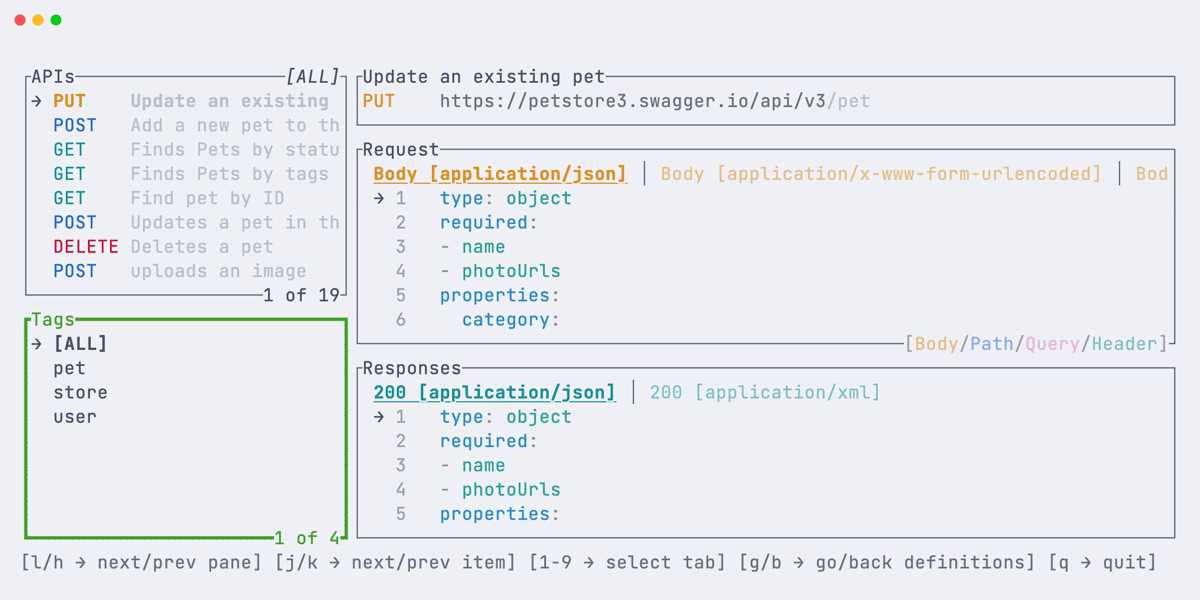 APIs [ALL]
→ PUT Update an existing
POST Add a new pet to th
GET Finds Pets by statu
GET Finds Pets by tags
GET Find pet by ID
POST Updates a pet in th
DELETE Deletes a pet
POST uploads an image
1 of 19
Tags
→ [ALL]
pet
store
user
1 of 4
Update an existing pet
PUT https://petstore3.swagger.io/api/v3/pet
Request
Body [application/json] │ Body [application/x-www-form-urlencoded] │ Bod
→ 1 type: object
2 required:
3 - name
4 - photoUrls
5 properties:
6 category:
[Body/Path/Query/Header]
Responses
200 [application/json] │ 200 [application/xml]
→ 1 type: object
2 required:
3 - name
4 - photoUrls
5 properties:
[l/h → next/prev pane] [j/k → next/prev item] [1-9 → select tab] [g/b → go/back definitions] [q → quit]